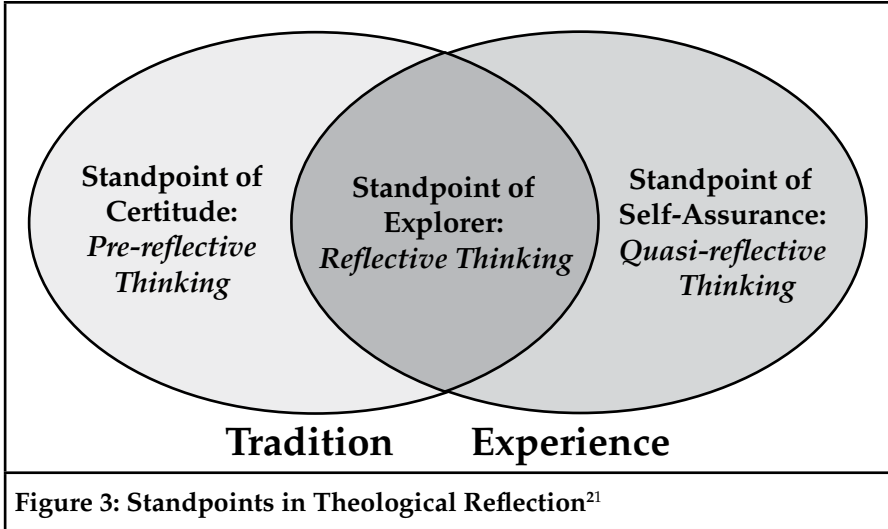 Standpoint of
Certitude:
Pre-reflective
Thinking
Standpoint of
Explorer:
Reflective Thinking
Standpoint of
Self-Assurance:
Quasi-reflective
Thinking
Tradition
Experience
Figure 3: Standpoints in Theological Reflection²¹